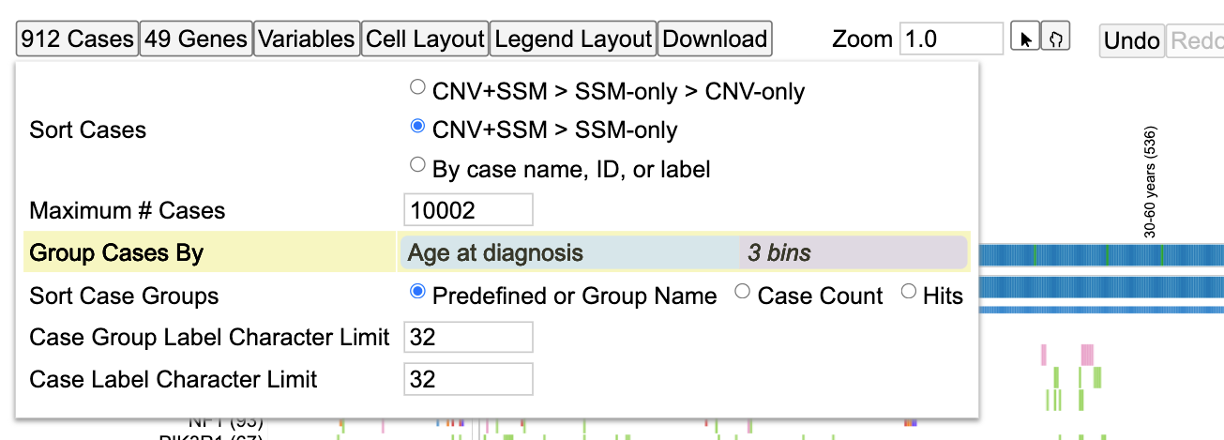 912 Cases 49 Genes Variables Cell Layout Legend Layout Download Zoom 1.0 Undo Redo
CNV+SSM > SSM-only > CNV-only
Sort Cases
CNV+SSM > SSM-only
By case name, ID, or label
Maximum # Cases 10002
Group Cases By Age at diagnosis 3 bins
Sort Case Groups Predefined or Group Name Case Count Hits
Case Group Label Character Limit 32
Case Label Character Limit 32
30-60 years (536)
NF1 (93)
PIK3R1 (67)